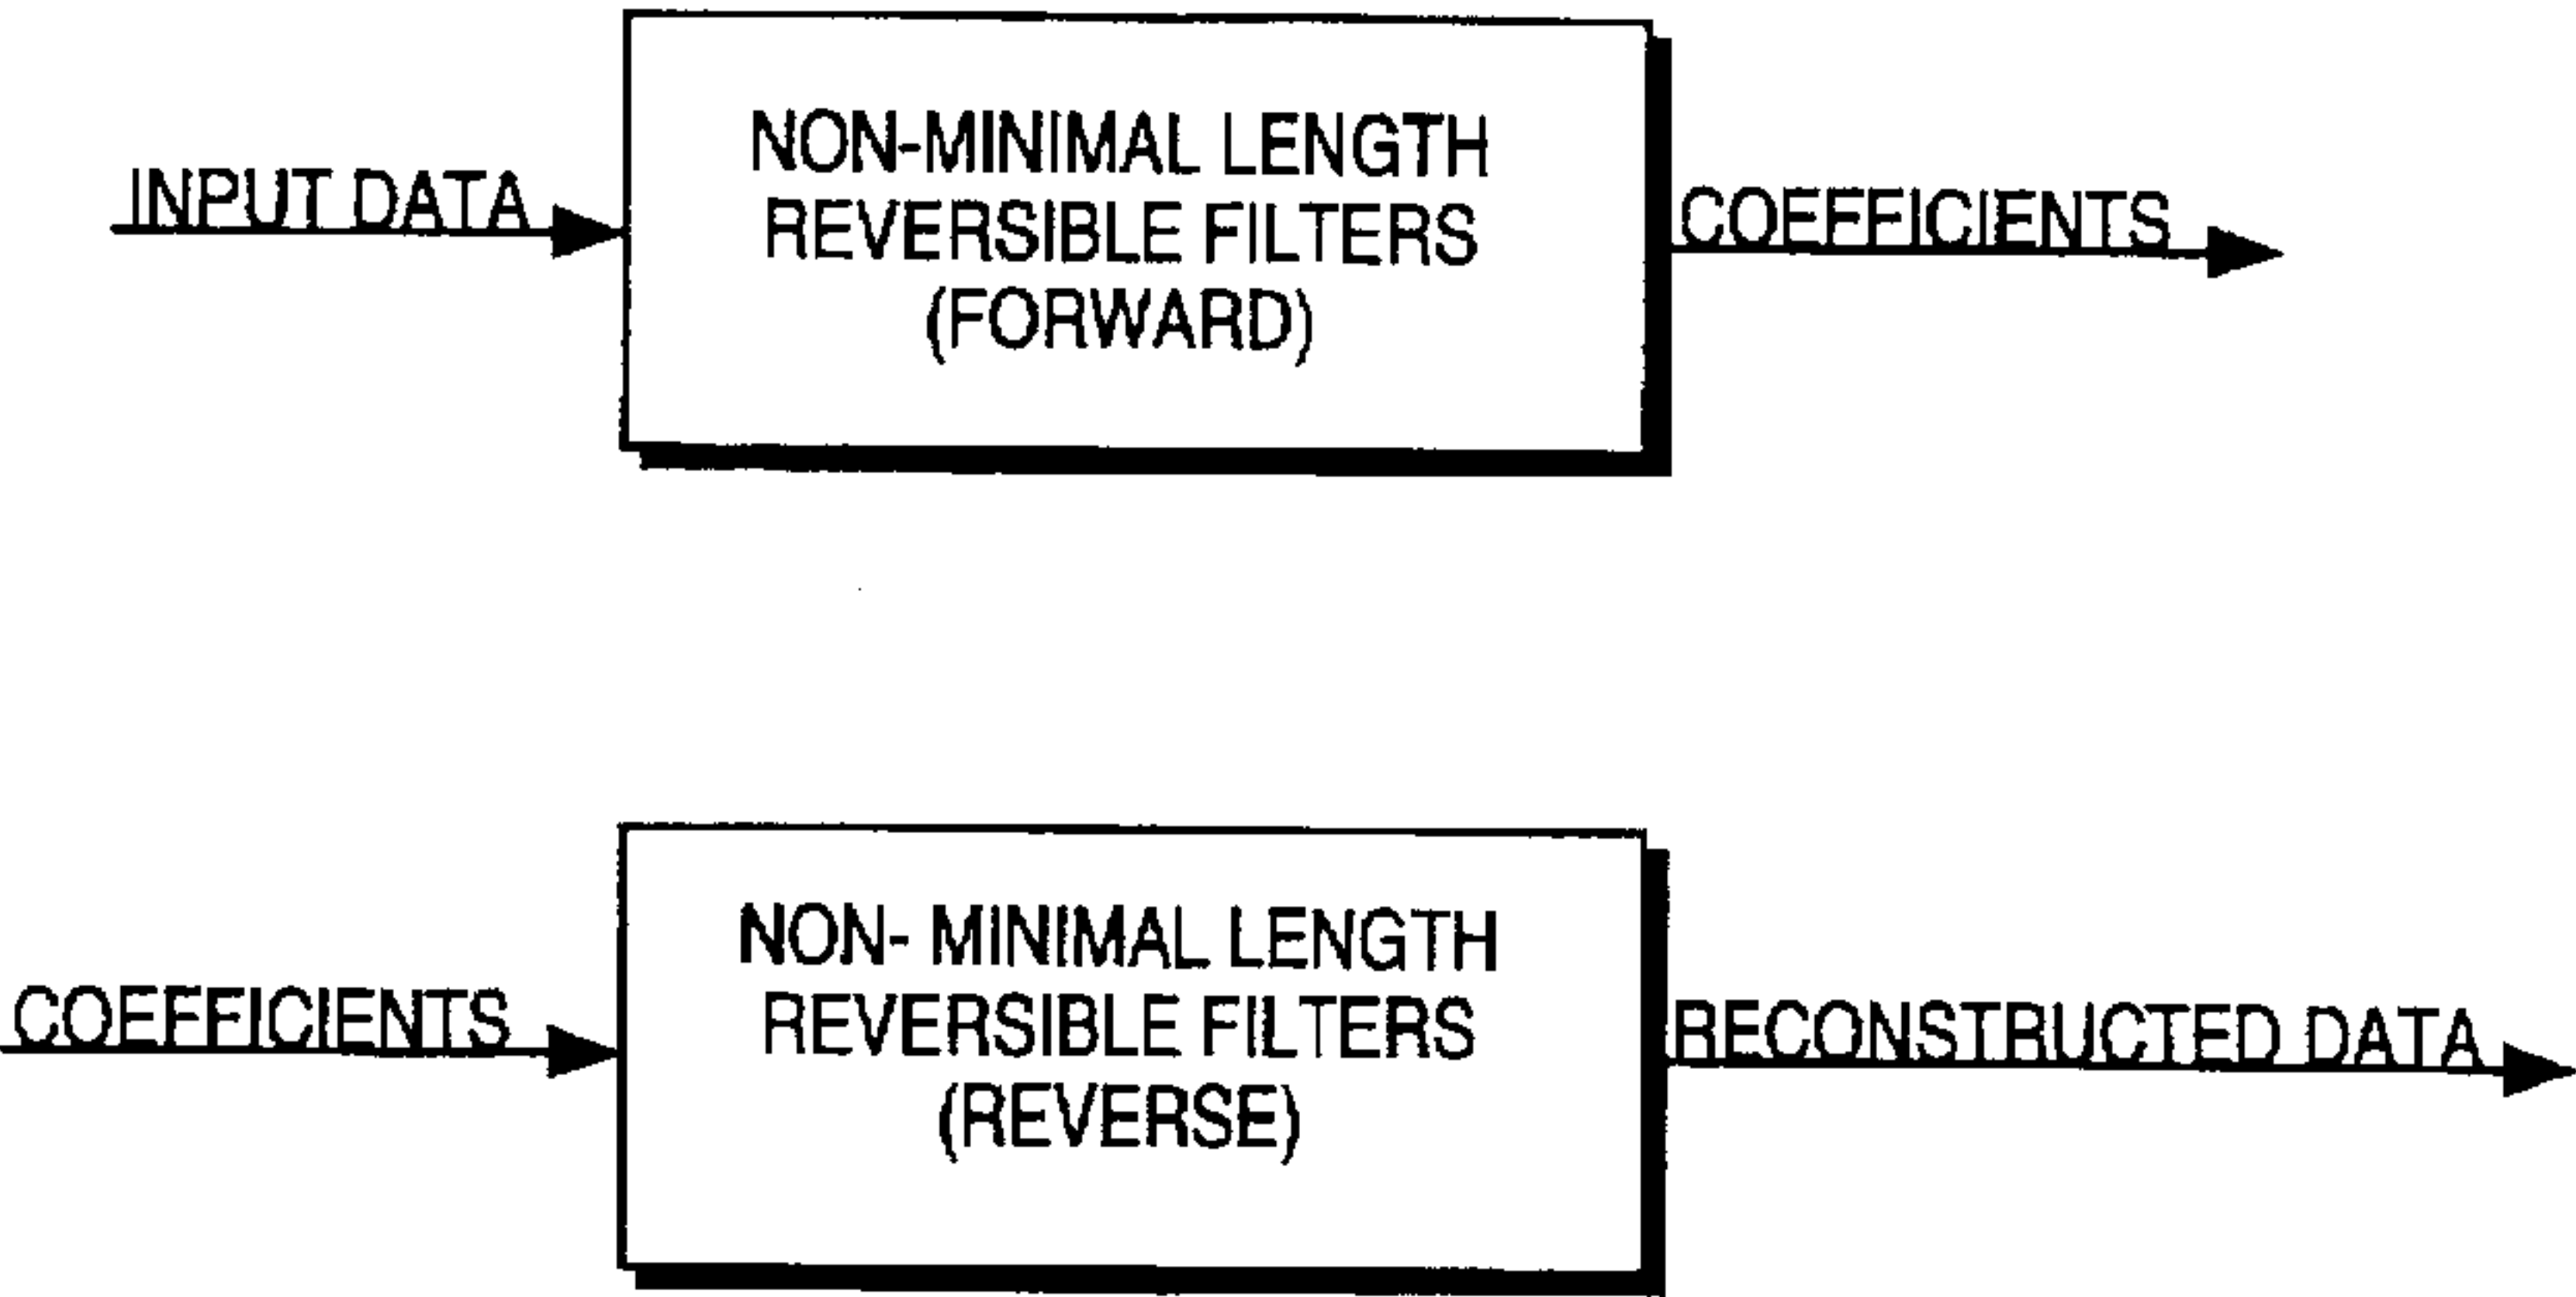 INPUT DATA
NON-MINIMAL LENGTH
REVERSIBLE FILTERS
(FORWARD)
COEFFICIENTS
COEFFICIENTS
NON- MINIMAL LENGTH
REVERSIBLE FILTERS
(REVERSE)
RECONSTRUCTED DATA